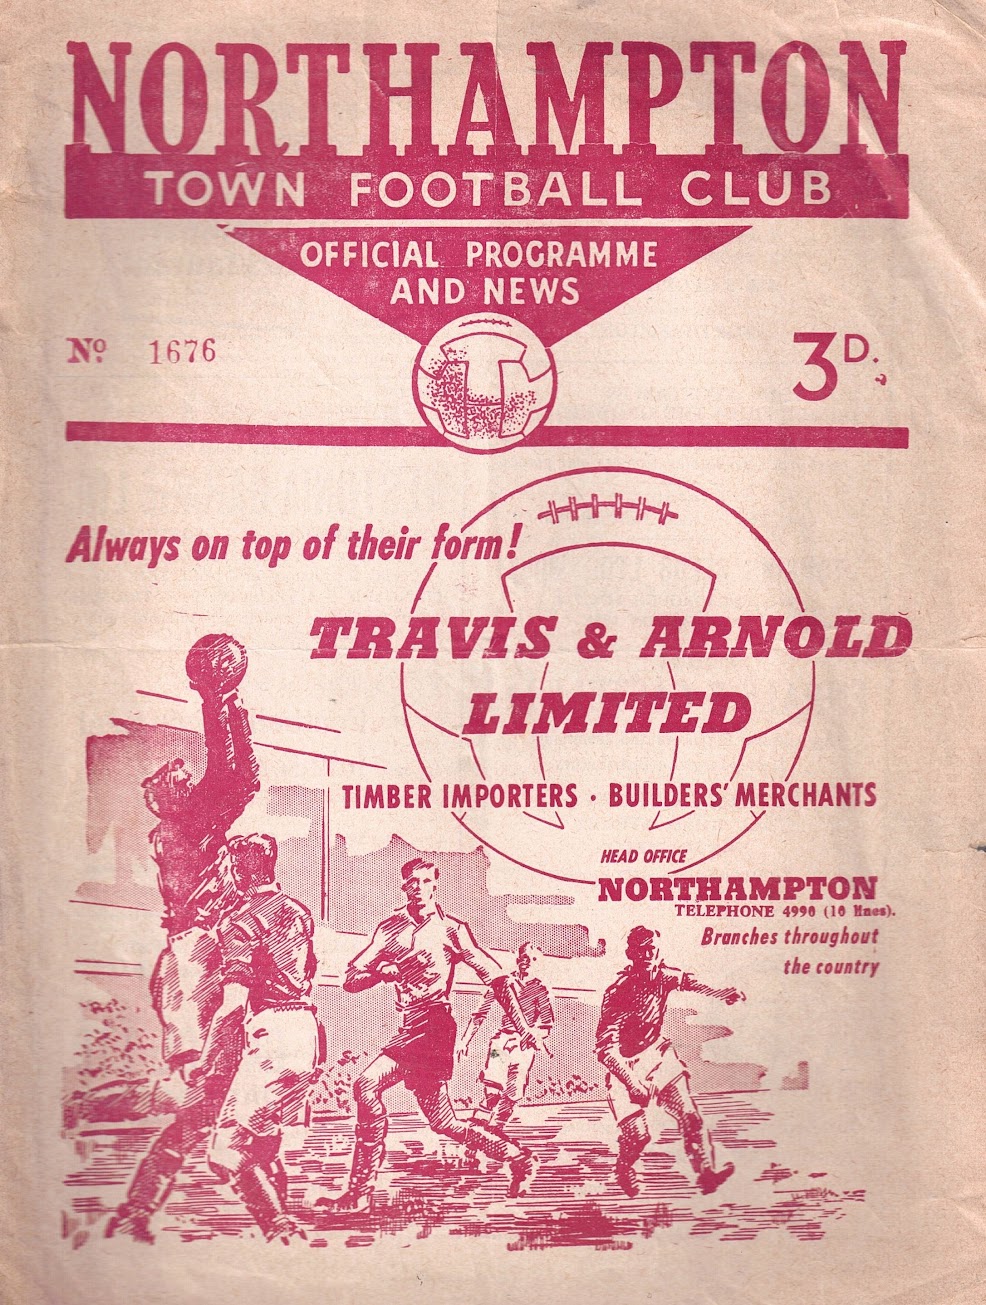 NORTHAMPTON
TOWN FOOTBALL CLUB
OFFICIAL PROGRAMME
AND NEWS
Nº 1676
3D.
Always on top of their form!
TRAVIS & ARNOLD
LIMITED
TIMBER IMPORTERS · BUILDERS' MERCHANTS
HEAD OFFICE
NORTHAMPTON
TELEPHONE 4990 (10 lines).
Branches throughout
the country